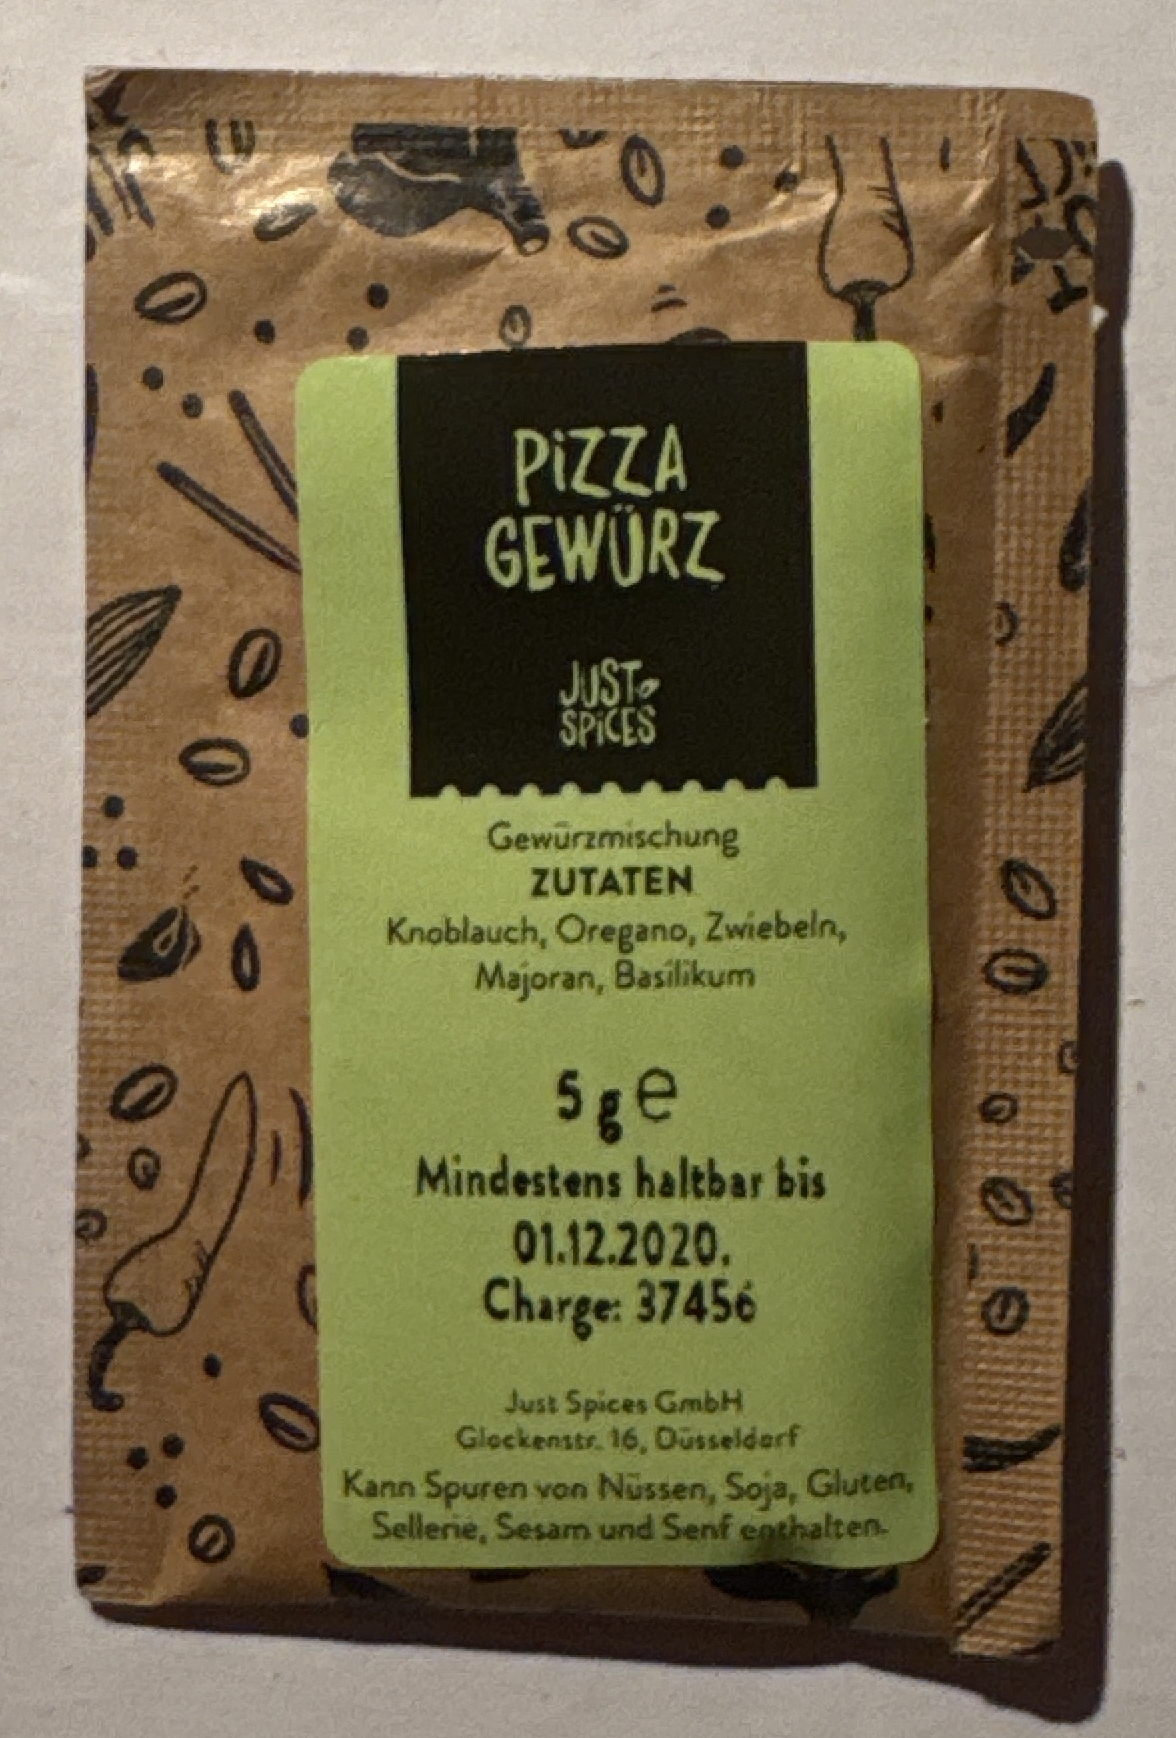 PiZZA
GEWÜRZ
JUST
SPiCES
Gewürzmischung
ZUTATEN
Knoblauch, Oregano, Zwiebeln,
Majoran, Basilikum
5 g e
Mindestens haltbar bis
01.12.2020.
Charge: 37456
Just Spices GmbH
Glockenstr. 16, Düsseldorf
Kann Spuren von Nüssen, Soja, Gluten,
Sellerie, Sesam und Senf enthalten.